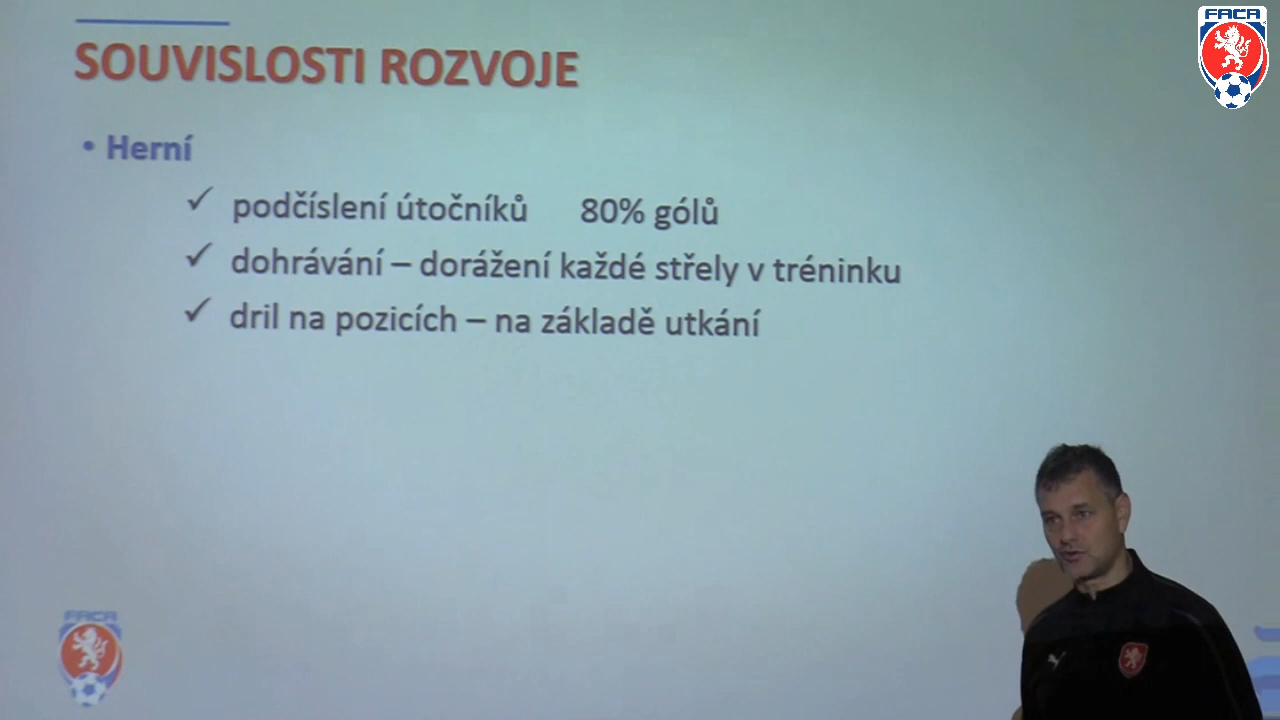 FACR
SOUVISLOSTI ROZVOJE
• Herní
✓ podčíslení útočníků 80% gólů
✓ dohrávání – dorážení každé střely v tréninku
✓ dril na pozicích – na základě utkání
FACR